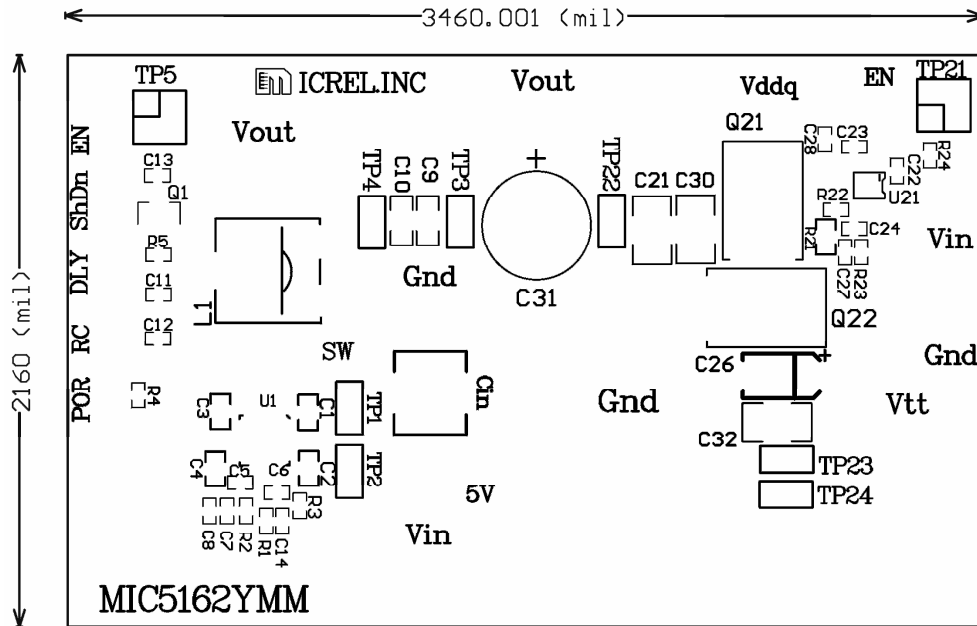 3460.001 (mil)
2160 (mil)
TP5
ICREL.INC
Vout
Vout
Vddq
EN
TP21
EN
ShDn
DLY
RC
POR
C13
Q1
R5
C11
C12
R4
L1
TP4
C10
C9
TP3
Gnd
C31
TP22
C21
C30
Q21
C28
C23
C22
R24
U21
R22
R21
C24
C27
R23
Vin
Q22
Gnd
SW
C26
Cin
Gnd
Vtt
C3
U1
C1
TP1
C32
C4
C5
C6
C2
TP2
TP23
5V
TP24
C8
C7
R2
R1
C14
R3
Vin
MIC5162YMM